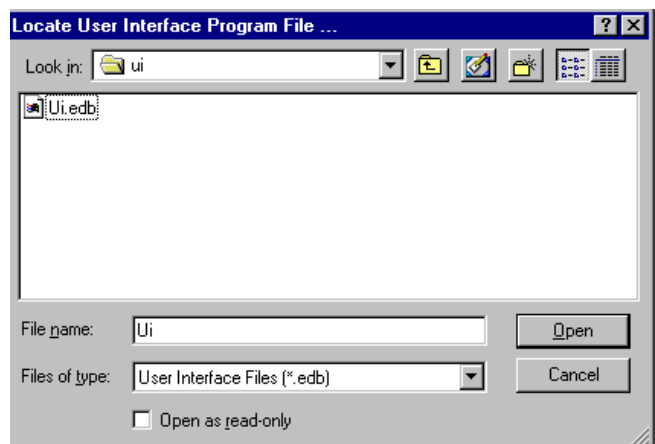 Locate User Interface Program File ...
Look in: ui
Ui.edb
File name: Ui Open
Files of type: User Interface Files (*.edb) Cancel
Open as read-only